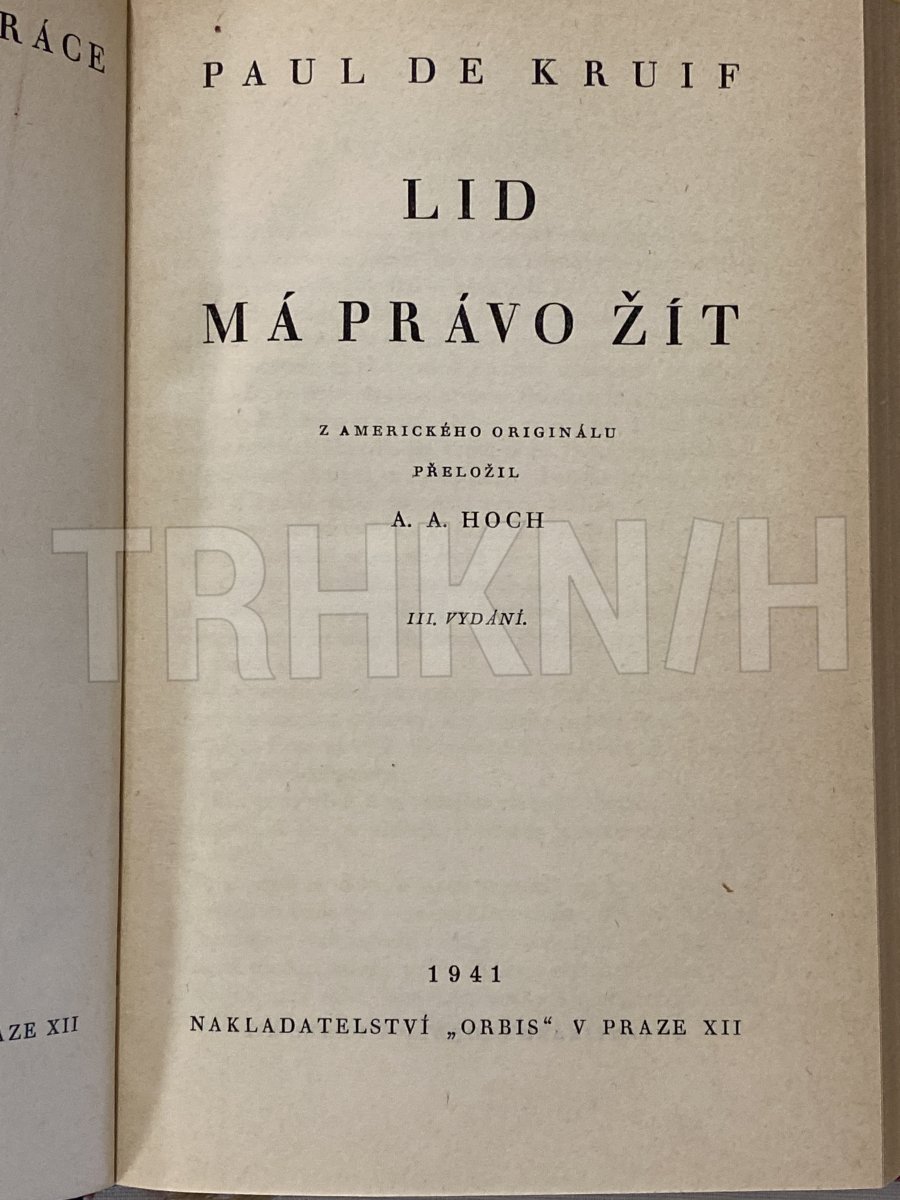 RÁCE
PAUL DE KRUIF
LID
MÁ PRÁVO ŽÍT
Z AMERICKÉHO ORIGINÁLU
PŘELOŽIL
A. A. HOCH
TRHKN/H
III. VYDÁNÍ.
1941
AZE XII
NAKLADATELSTVÍ „ORBIS“ V PRAZE XII